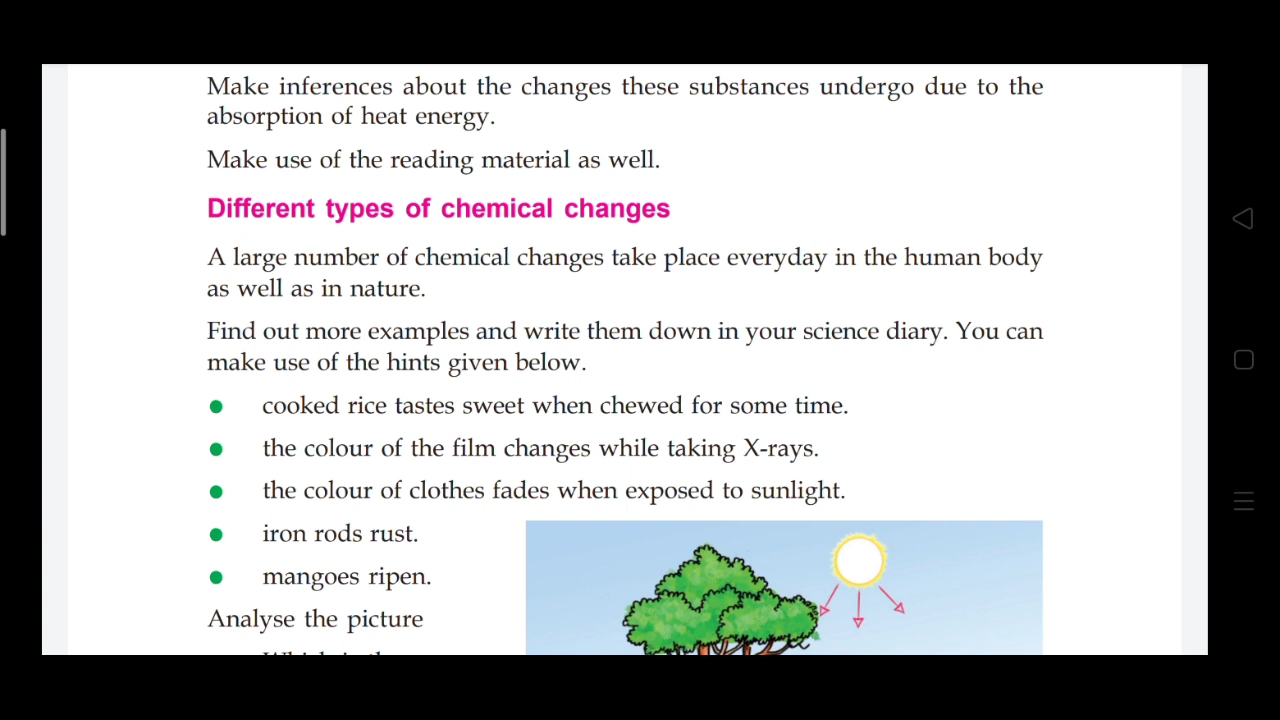 Make inferences about the changes these substances undergo due to the
absorption of heat energy.
Make use of the reading material as well.
Different types of chemical changes
A large number of chemical changes take place everyday in the human body
as well as in nature.
Find out more examples and write them down in your science diary. You can
make use of the hints given below.
cooked rice tastes sweet when chewed for some time.
the colour of the film changes while taking X-rays.
the colour of clothes fades when exposed to sunlight.
iron rods rust.
mangoes ripen.
Analyse the picture